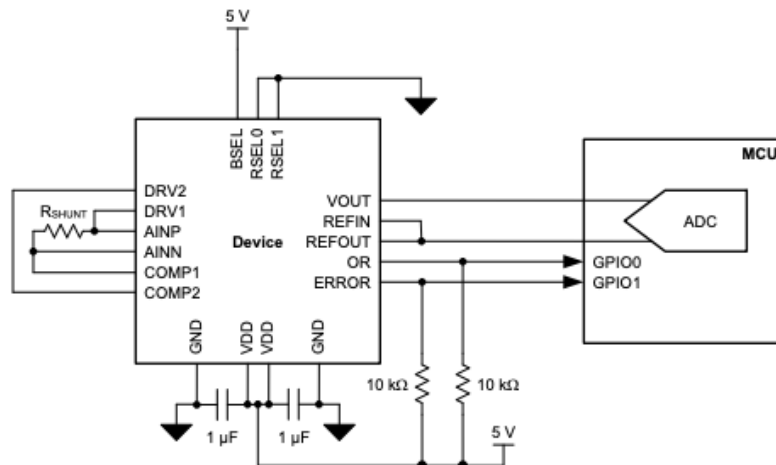 5 V
BSEL
RSEL0
RSEL1
MCU
DRV2
DRV1
AINP
AINN
COMP1
COMP2
RSHUNT
Device
VOUT
REFIN
REFOUT
OR
ERROR
ADC
GPIO0
GPIO1
GND
VDD
VDD
GND
10 kΩ
10 kΩ
1 µF
1 µF
5 V